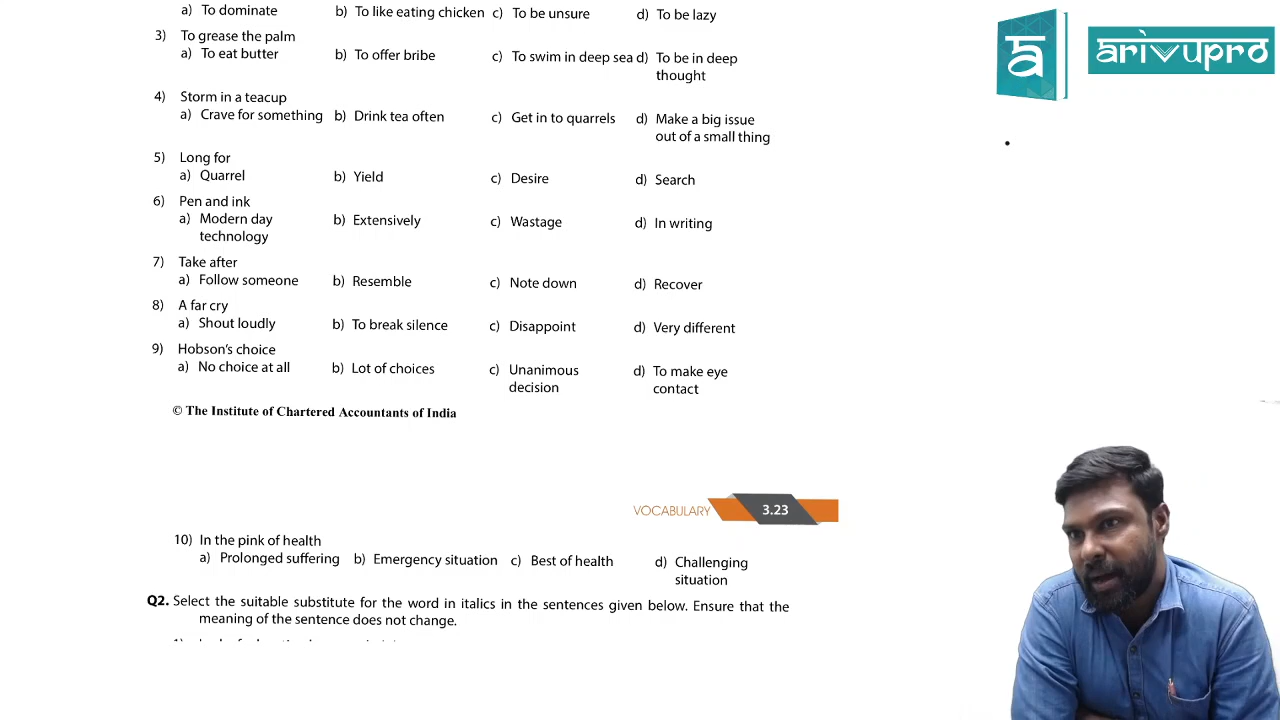 a) To dominate b) To like eating chicken c) To be unsure d) To be lazy
3) To grease the palm
a) To eat butter b) To offer bribe c) To swim in deep sea d) To be in deep
thought
4) Storm in a teacup
a) Crave for something b) Drink tea often c) Get in to quarrels d) Make a big issue
out of a small thing
5) Long for
a) Quarrel b) Yield c) Desire d) Search
6) Pen and ink
a) Modern day b) Extensively c) Wastage d) In writing
technology
7) Take after
a) Follow someone b) Resemble c) Note down d) Recover
8) A far cry
a) Shout loudly b) To break silence c) Disappoint d) Very different
9) Hobson's choice
a) No choice at all b) Lot of choices c) Unanimous d) To make eye
decision contact
© The Institute of Chartered Accountants of India
VOCABULARY 3.23
10) In the pink of health
a) Prolonged suffering b) Emergency situation c) Best of health d) Challenging
situation
Q2. Select the suitable substitute for the word in italics in the sentences given below. Ensure that the
meaning of the sentence does not change.
arivupro